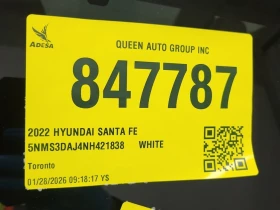 ADESA
QUEEN AUTO GROUP INC
847787
2022 HYUNDAI SANTA FE
5NMS3DAJ4NH421838 WHITE
Toronto
01/28/2026 09:18:17 YS